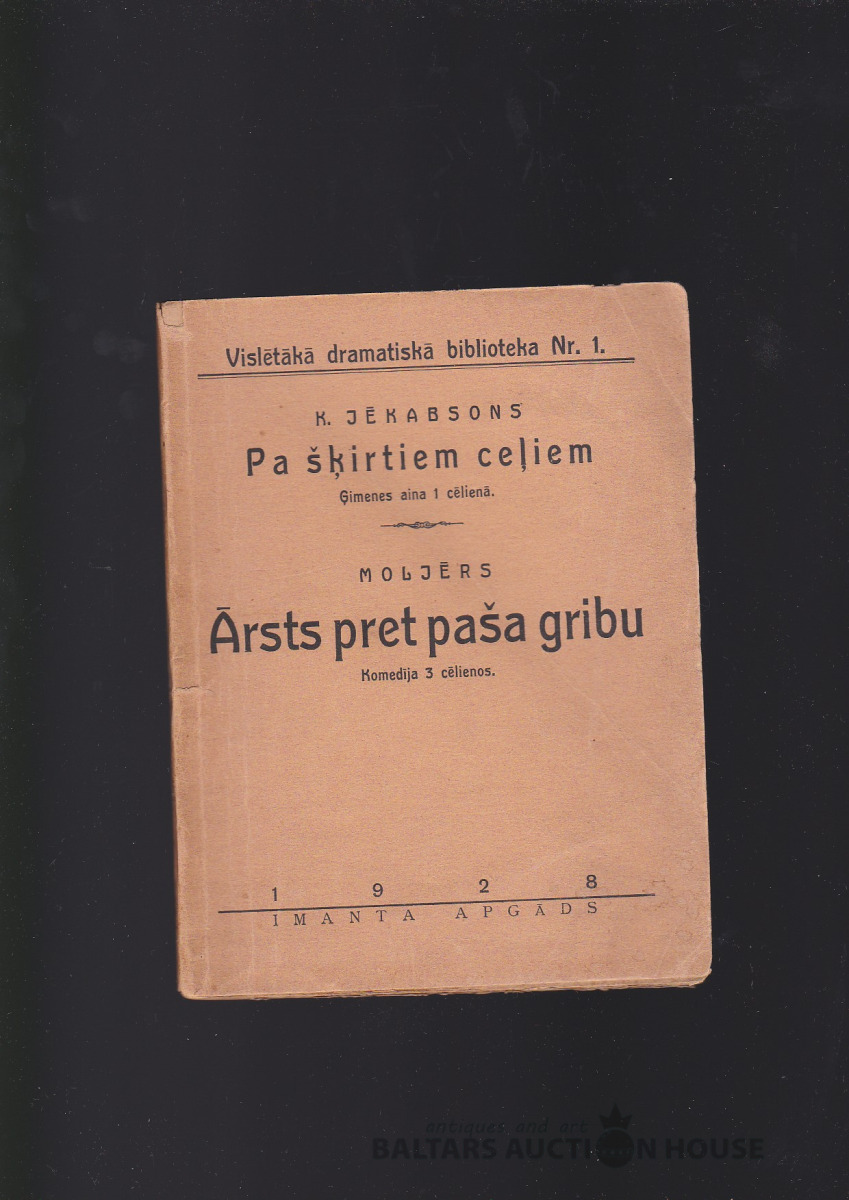 Vislētākā dramatiskā biblioteka Nr. 1.
K. JĒKABSONS
Pa šķirtiem ceļiem
Ģimenes aina 1 cēlienā.
MOLJĒRS
Ārsts pret paša gribu
Komedija 3 cēlienos.
1 9 2 8
IMANTA APGĀDS
antiques and art
BALTARS AUCTION HOUSE